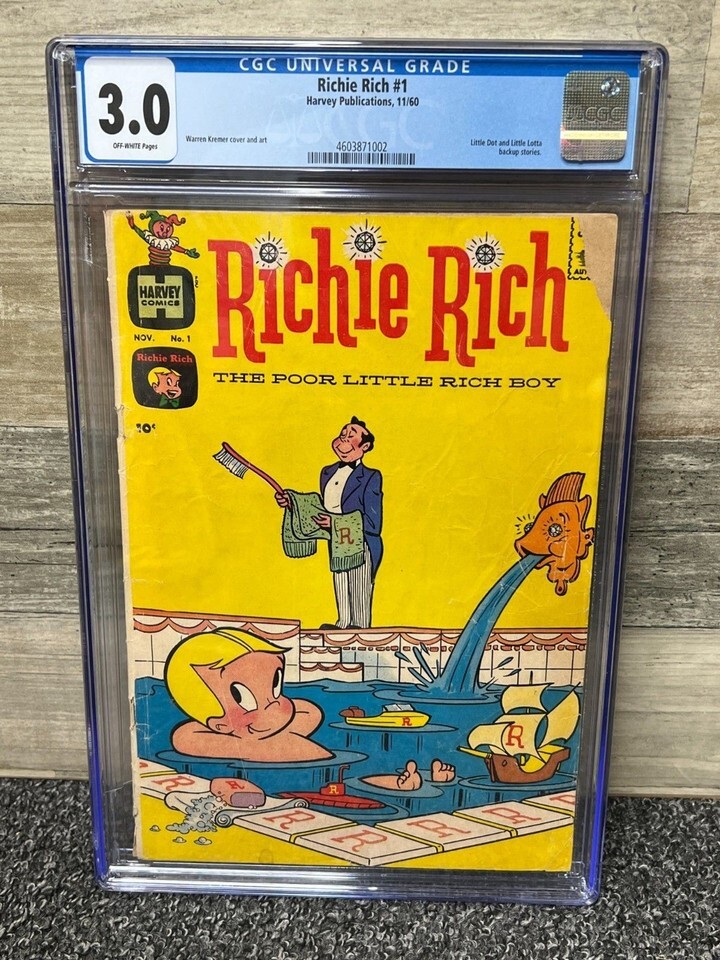 CGC UNIVERSAL GRADE
3.0
OFF-WHITE Pages
Richie Rich #1
Harvey Publications, 11/60
Warren Kremer cover and art
4603871002
Little Dot and Little Lotta
backup stories.
CGC
HARVEY
COMICS
NOV. No. 1
Richie Rich
10¢
Richie Rich
THE POOR LITTLE RICH BOY
R
R
R
R
R
R
R
R
R
R
R